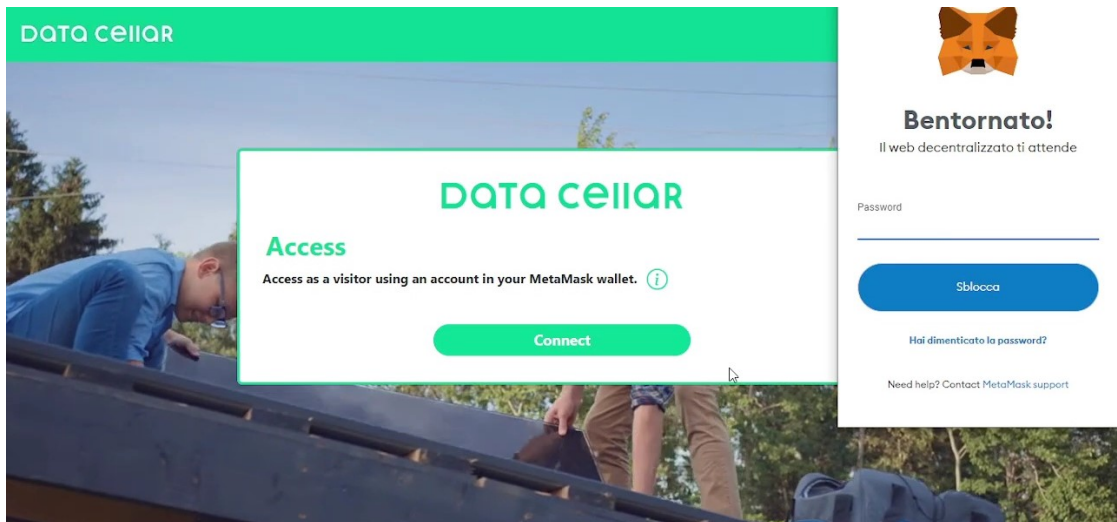 DATA CELLAR
DATA CELLAR
Access
Access as a visitor using an account in your MetaMask wallet. i
Connect
Bentornato!
Il web decentralizzato ti attende
Password
Sblocca
Hai dimenticato la password?
Need help? Contact MetaMask support